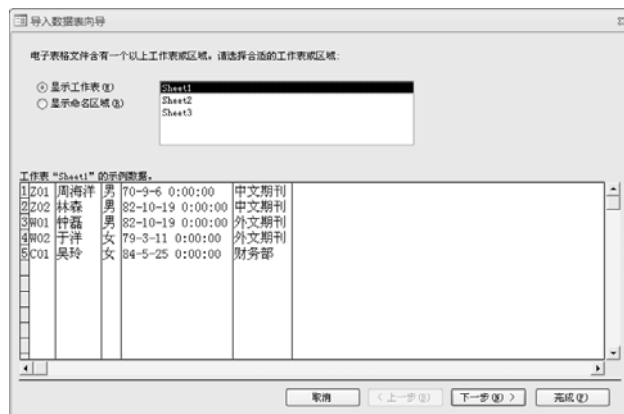 导入数据表向导
电子表格文件含有一个以上工作表或区域。请选择合适的工作表或区域:
显示工作表(W)
显示命名区域(R)
Sheet1
Sheet2
Sheet3
工作表 “Sheet1” 的示例数据。
1 Z01 周海洋 男 70-9-6 0:00:00 中文期刊
2 Z02 林森 男 82-10-19 0:00:00 中文期刊
3 W01 钟磊 男 82-10-19 0:00:00 外文期刊
4 W02 于洋 女 79-3-11 0:00:00 外文期刊
5 C01 吴玲 女 84-5-25 0:00:00 财务部
取消 <上一步(B) 下一步(N) > 完成(F)